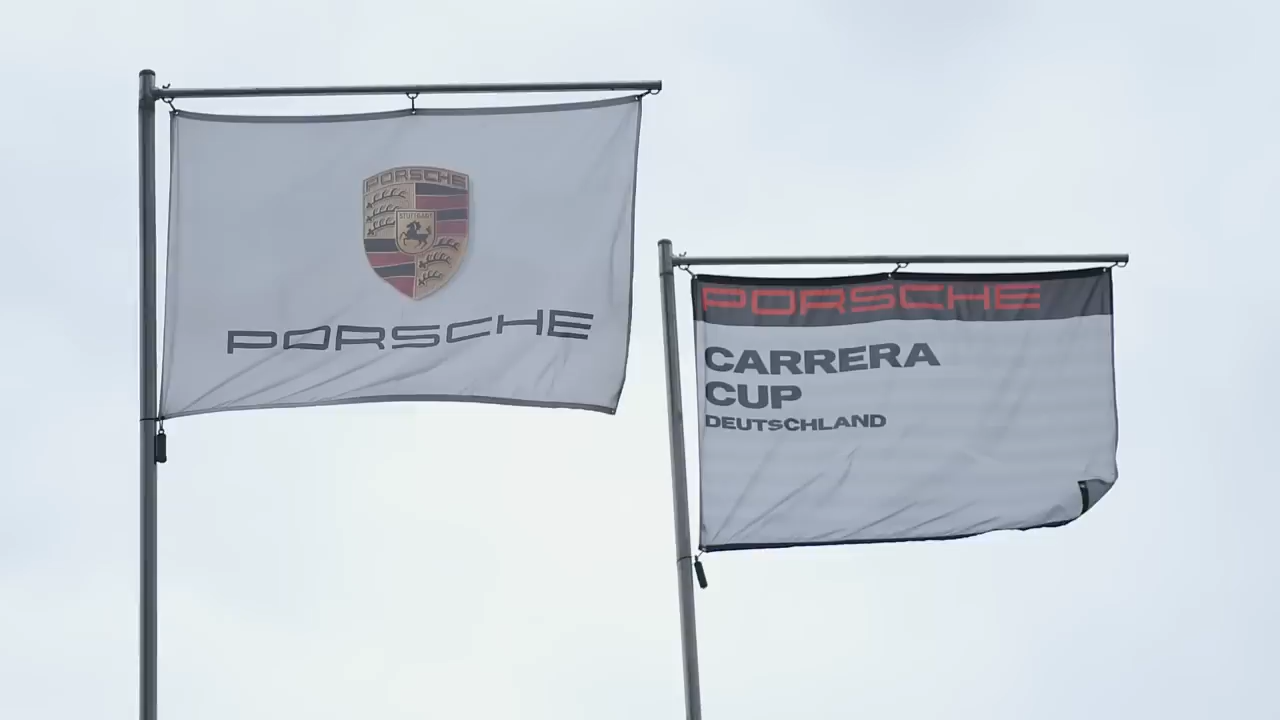 PORSCHE
STUTTGART
PORSCHE
PORSCHE
CARRERA
CUP
DEUTSCHLAND